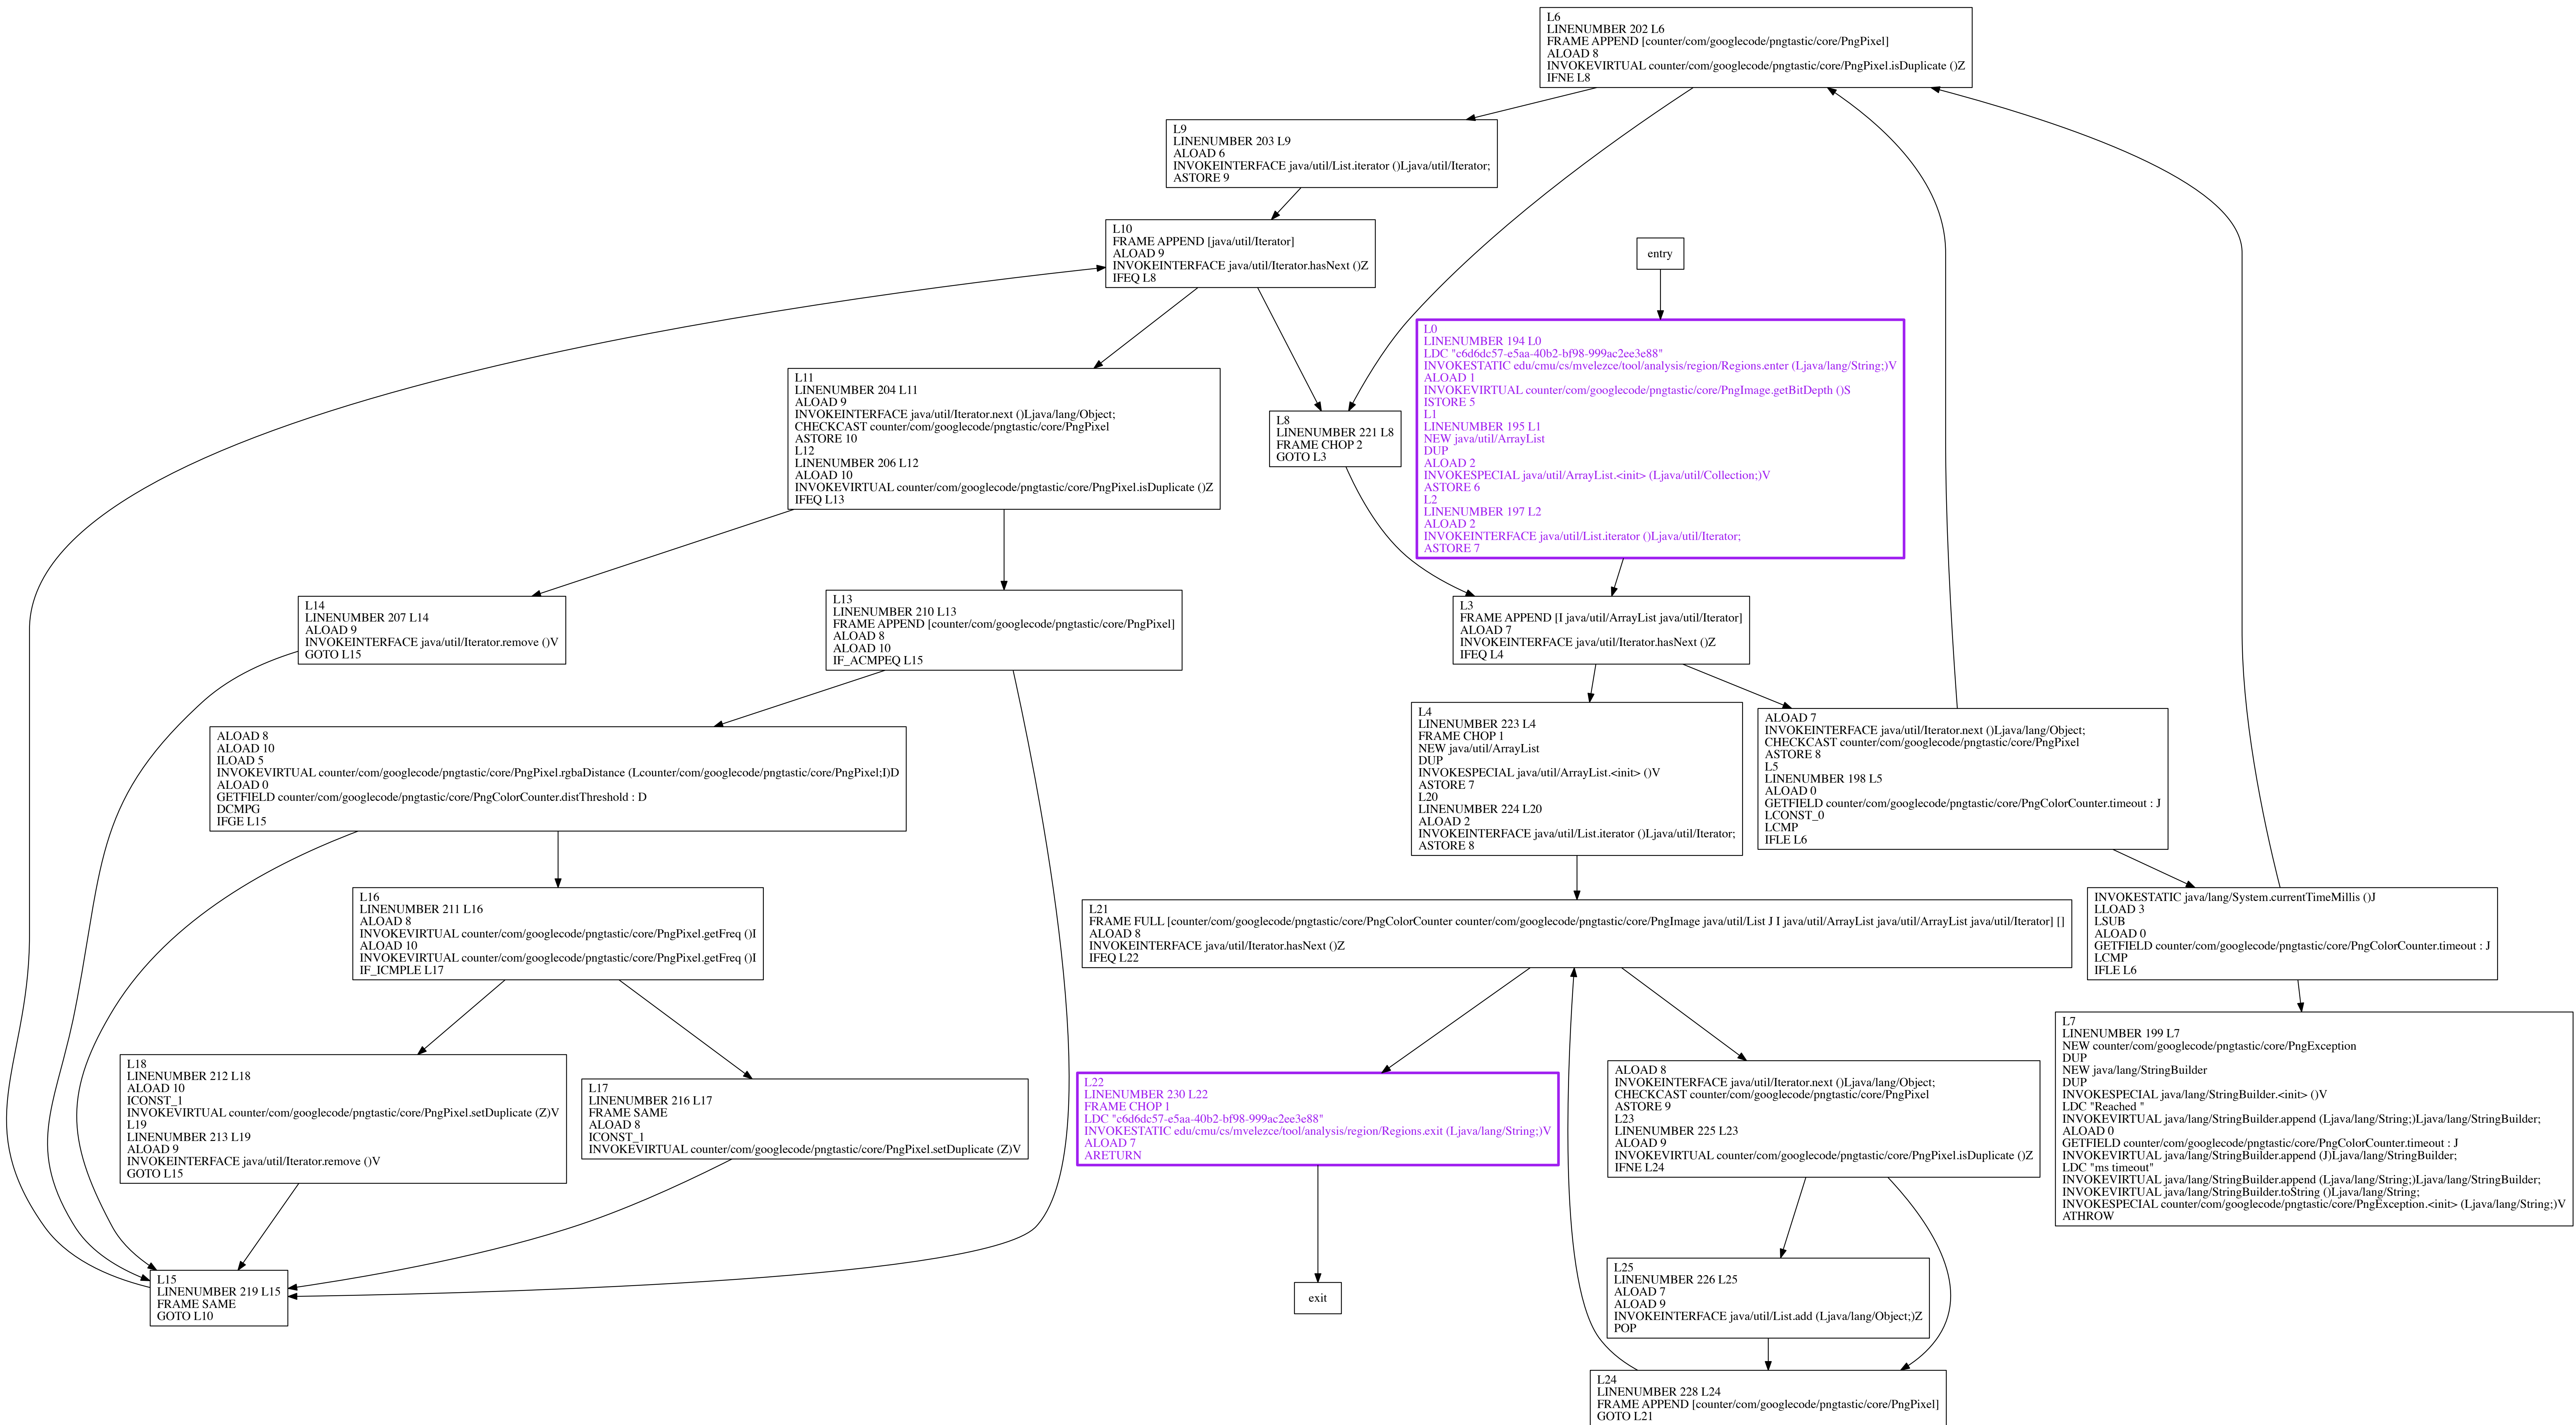 L6
LINENUMBER 202 L6
FRAME APPEND [counter/com/googlecode/pngtastic/core/PngPixel]
ALOAD 8
INVOKEVIRTUAL counter/com/googlecode/pngtastic/core/PngPixel.isDuplicate ()Z
IFNE L8
L9
LINENUMBER 203 L9
ALOAD 6
INVOKEINTERFACE java/util/List.iterator ()Ljava/util/Iterator;
ASTORE 9
L10
FRAME APPEND [java/util/Iterator]
ALOAD 9
INVOKEINTERFACE java/util/Iterator.hasNext ()Z
IFEQ L8
entry
L0
LINENUMBER 194 L0
LDC "c6d6dc57-e5aa-40b2-bf98-999ac2ee3e88"
INVOKESTATIC edu/cmu/cs/mvelezce/tool/analysis/region/Regions.enter (Ljava/lang/String;)V
ALOAD 1
INVOKEVIRTUAL counter/com/googlecode/pngtastic/core/PngImage.getBitDepth ()S
ISTORE 5
L1
LINENUMBER 195 L1
NEW java/util/ArrayList
DUP
ALOAD 2
INVOKESPECIAL java/util/ArrayList.<init> (Ljava/util/Collection;)V
ASTORE 6
L2
LINENUMBER 197 L2
ALOAD 2
INVOKEINTERFACE java/util/List.iterator ()Ljava/util/Iterator;
ASTORE 7
L11
LINENUMBER 204 L11
ALOAD 9
INVOKEINTERFACE java/util/Iterator.next ()Ljava/lang/Object;
CHECKCAST counter/com/googlecode/pngtastic/core/PngPixel
ASTORE 10
L12
LINENUMBER 206 L12
ALOAD 10
INVOKEVIRTUAL counter/com/googlecode/pngtastic/core/PngPixel.isDuplicate ()Z
IFEQ L13
L8
LINENUMBER 221 L8
FRAME CHOP 2
GOTO L3
L14
LINENUMBER 207 L14
ALOAD 9
INVOKEINTERFACE java/util/Iterator.remove ()V
GOTO L15
L13
LINENUMBER 210 L13
FRAME APPEND [counter/com/googlecode/pngtastic/core/PngPixel]
ALOAD 8
ALOAD 10
IF_ACMPEQ L15
L3
FRAME APPEND [I java/util/ArrayList java/util/Iterator]
ALOAD 7
INVOKEINTERFACE java/util/Iterator.hasNext ()Z
IFEQ L4
ALOAD 8
ALOAD 10
ILOAD 5
INVOKEVIRTUAL counter/com/googlecode/pngtastic/core/PngPixel.rgbaDistance (Lcounter/com/googlecode/pngtastic/core/PngPixel;I)D
ALOAD 0
GETFIELD counter/com/googlecode/pngtastic/core/PngColorCounter.distThreshold : D
DCMPG
IFGE L15
L4
LINENUMBER 223 L4
FRAME CHOP 1
NEW java/util/ArrayList
DUP
INVOKESPECIAL java/util/ArrayList.<init> ()V
ASTORE 7
L20
LINENUMBER 224 L20
ALOAD 2
INVOKEINTERFACE java/util/List.iterator ()Ljava/util/Iterator;
ASTORE 8
ALOAD 7
INVOKEINTERFACE java/util/Iterator.next ()Ljava/lang/Object;
CHECKCAST counter/com/googlecode/pngtastic/core/PngPixel
ASTORE 8
L5
LINENUMBER 198 L5
ALOAD 0
GETFIELD counter/com/googlecode/pngtastic/core/PngColorCounter.timeout : J
LCONST_0
LCMP
IFLE L6
L16
LINENUMBER 211 L16
ALOAD 8
INVOKEVIRTUAL counter/com/googlecode/pngtastic/core/PngPixel.getFreq ()I
ALOAD 10
INVOKEVIRTUAL counter/com/googlecode/pngtastic/core/PngPixel.getFreq ()I
IF_ICMPLE L17
L21
FRAME FULL [counter/com/googlecode/pngtastic/core/PngColorCounter counter/com/googlecode/pngtastic/core/PngImage java/util/List J I java/util/ArrayList java/util/ArrayList java/util/Iterator] []
ALOAD 8
INVOKEINTERFACE java/util/Iterator.hasNext ()Z
IFEQ L22
INVOKESTATIC java/lang/System.currentTimeMillis ()J
LLOAD 3
LSUB
ALOAD 0
GETFIELD counter/com/googlecode/pngtastic/core/PngColorCounter.timeout : J
LCMP
IFLE L6
L18
LINENUMBER 212 L18
ALOAD 10
ICONST_1
INVOKEVIRTUAL counter/com/googlecode/pngtastic/core/PngPixel.setDuplicate (Z)V
L19
LINENUMBER 213 L19
ALOAD 9
INVOKEINTERFACE java/util/Iterator.remove ()V
GOTO L15
L17
LINENUMBER 216 L17
FRAME SAME
ALOAD 8
ICONST_1
INVOKEVIRTUAL counter/com/googlecode/pngtastic/core/PngPixel.setDuplicate (Z)V
L22
LINENUMBER 230 L22
FRAME CHOP 1
LDC "c6d6dc57-e5aa-40b2-bf98-999ac2ee3e88"
INVOKESTATIC edu/cmu/cs/mvelezce/tool/analysis/region/Regions.exit (Ljava/lang/String;)V
ALOAD 7
ARETURN
ALOAD 8
INVOKEINTERFACE java/util/Iterator.next ()Ljava/lang/Object;
CHECKCAST counter/com/googlecode/pngtastic/core/PngPixel
ASTORE 9
L23
LINENUMBER 225 L23
ALOAD 9
INVOKEVIRTUAL counter/com/googlecode/pngtastic/core/PngPixel.isDuplicate ()Z
IFNE L24
L7
LINENUMBER 199 L7
NEW counter/com/googlecode/pngtastic/core/PngException
DUP
NEW java/lang/StringBuilder
DUP
INVOKESPECIAL java/lang/StringBuilder.<init> ()V
LDC "Reached "
INVOKEVIRTUAL java/lang/StringBuilder.append (Ljava/lang/String;)Ljava/lang/StringBuilder;
ALOAD 0
GETFIELD counter/com/googlecode/pngtastic/core/PngColorCounter.timeout : J
INVOKEVIRTUAL java/lang/StringBuilder.append (J)Ljava/lang/StringBuilder;
LDC "ms timeout"
INVOKEVIRTUAL java/lang/StringBuilder.append (Ljava/lang/String;)Ljava/lang/StringBuilder;
INVOKEVIRTUAL java/lang/StringBuilder.toString ()Ljava/lang/String;
INVOKESPECIAL counter/com/googlecode/pngtastic/core/PngException.<init> (Ljava/lang/String;)V
ATHROW
L15
LINENUMBER 219 L15
FRAME SAME
GOTO L10
exit
L25
LINENUMBER 226 L25
ALOAD 7
ALOAD 9
INVOKEINTERFACE java/util/List.add (Ljava/lang/Object;)Z
POP
L24
LINENUMBER 228 L24
FRAME APPEND [counter/com/googlecode/pngtastic/core/PngPixel]
GOTO L21